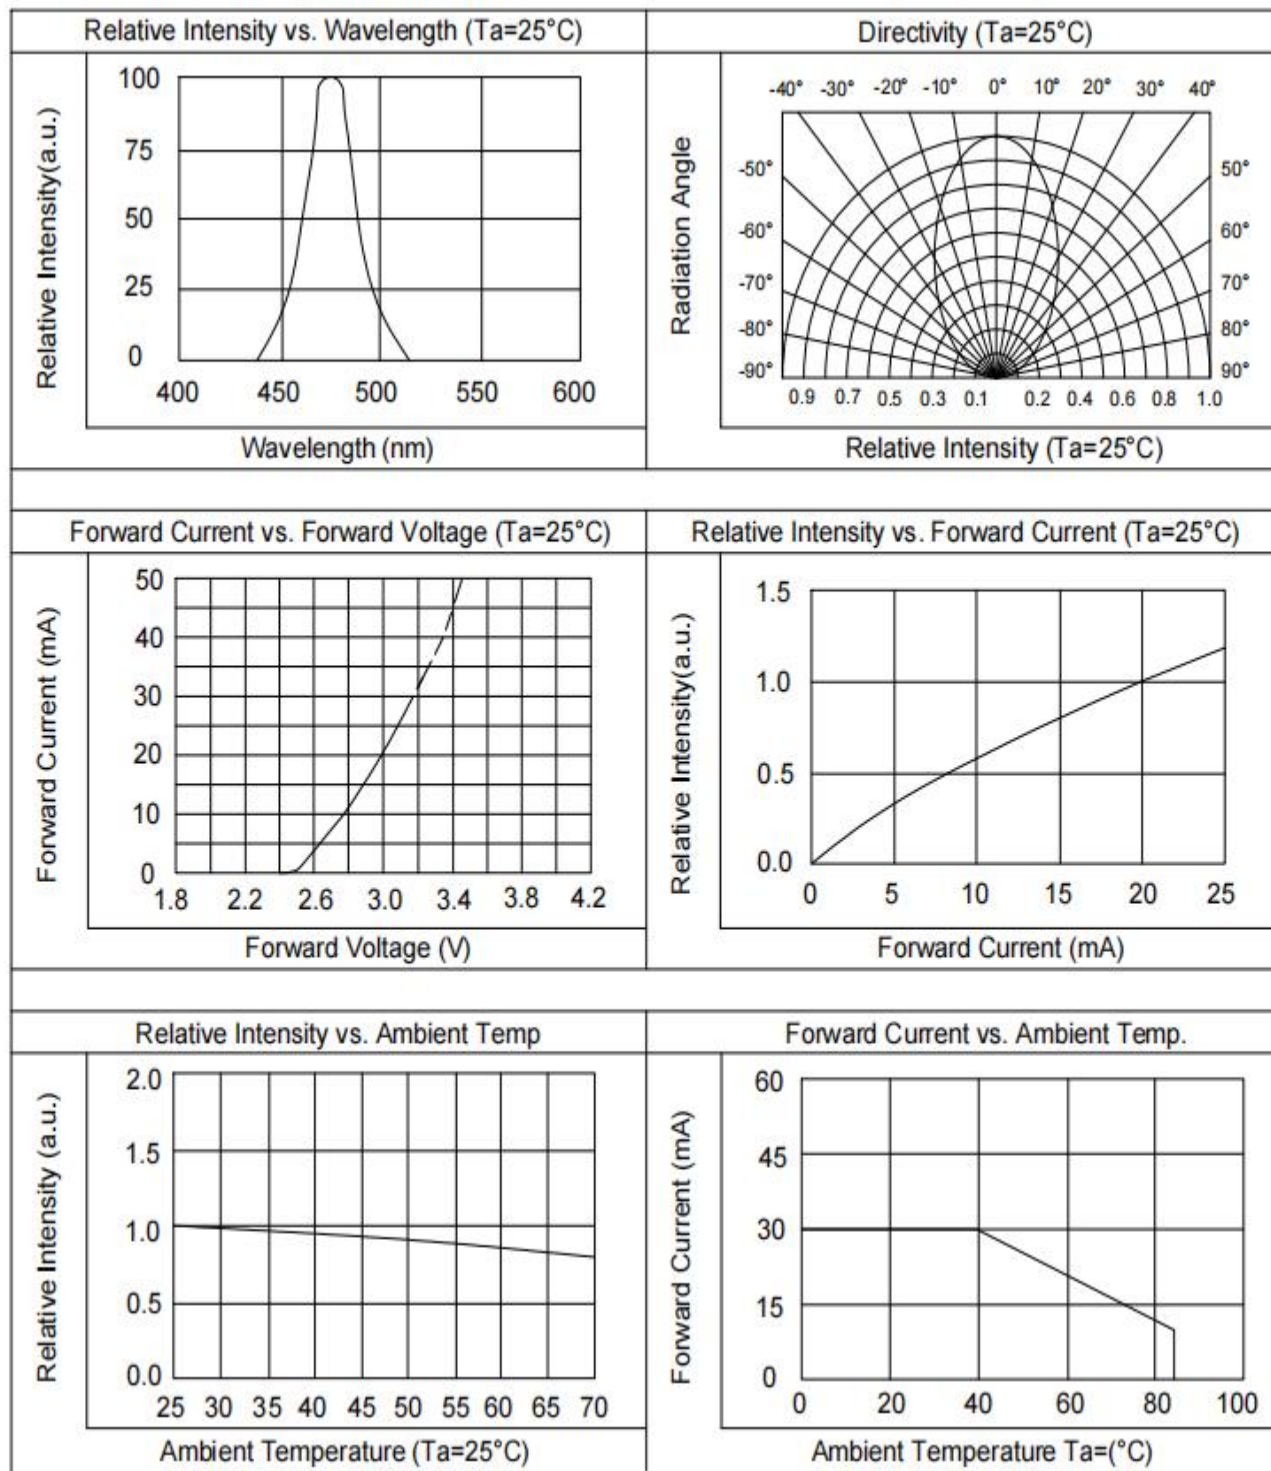 Relative Intensity vs. Wavelength (Ta=25°C)
Relative Intensity(a.u.)
100
75
50
25
0
400 450 500 550 600
Wavelength (nm)
Directivity (Ta=25°C)
Radiation Angle
-40° -30° -20° -10° 0° 10° 20° 30° 40°
-50° 50°
-60° 60°
-70° 70°
-80° 80°
-90° 90°
0.9 0.7 0.5 0.3 0.1 0.2 0.4 0.6 0.8 1.0
Relative Intensity (Ta=25°C)
Forward Current vs. Forward Voltage (Ta=25°C)
Forward Current (mA)
50
40
30
20
10
0
1.8 2.2 2.6 3.0 3.4 3.8 4.2
Forward Voltage (V)
Relative Intensity vs. Forward Current (Ta=25°C)
Relative Intensity(a.u.)
1.5
1.0
0.5
0.0
0 5 10 15 20 25
Forward Current (mA)
Relative Intensity vs. Ambient Temp
Relative Intensity (a.u.)
2.0
1.5
1.0
0.5
0.0
25 30 35 40 45 50 55 60 65 70
Ambient Temperature (Ta=25°C)
Forward Current vs. Ambient Temp.
Forward Current (mA)
60
45
30
15
0
0 20 40 60 80 100
Ambient Temperature Ta=(°C)